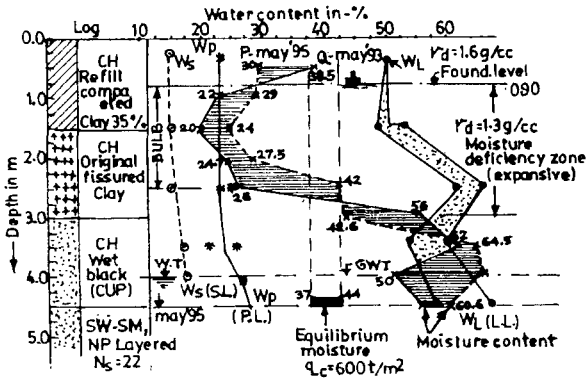 Water content in -%
Log 10 20 30 40 50 60
0.0
1.0
2.0
3.0
4.0
5.0
Depth in m
CH
Refill compacted
Clay 35%
CH
Original
fissured
Clay
CH
Wet
black
(CUP)
SW-SM,
NP Layered
Ns=22
W.T.
may'95
BULB
Ws
Wp
P-may'95
Q-may'93
WL
30
38.5
22
29
20
24
24
27.5
26
42
56
48.6
62
64.5
50
60.6
37
44
GWT
Ws(S.L.)
Wp
(P.L.)
WL(L.L.)
Equilibrium
moisture
qc=600t/m2
Moisture content
γd=1.6g/cc
Found. level
090
γd=1.3g/cc
Moisture
deficiency zone
(expansive)